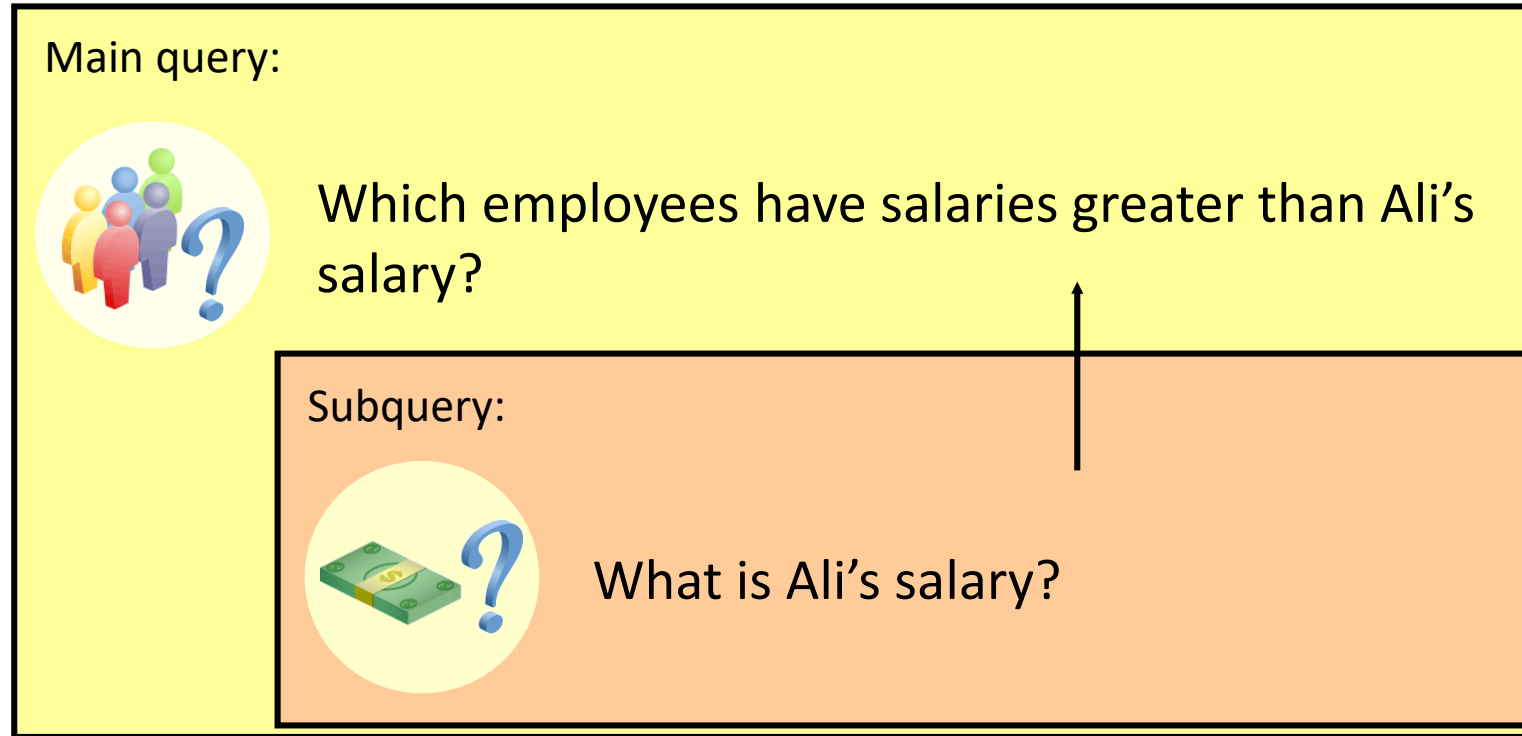 Main query:
Which employees have salaries greater than Ali’s
salary?
Subquery:
What is Ali’s salary?